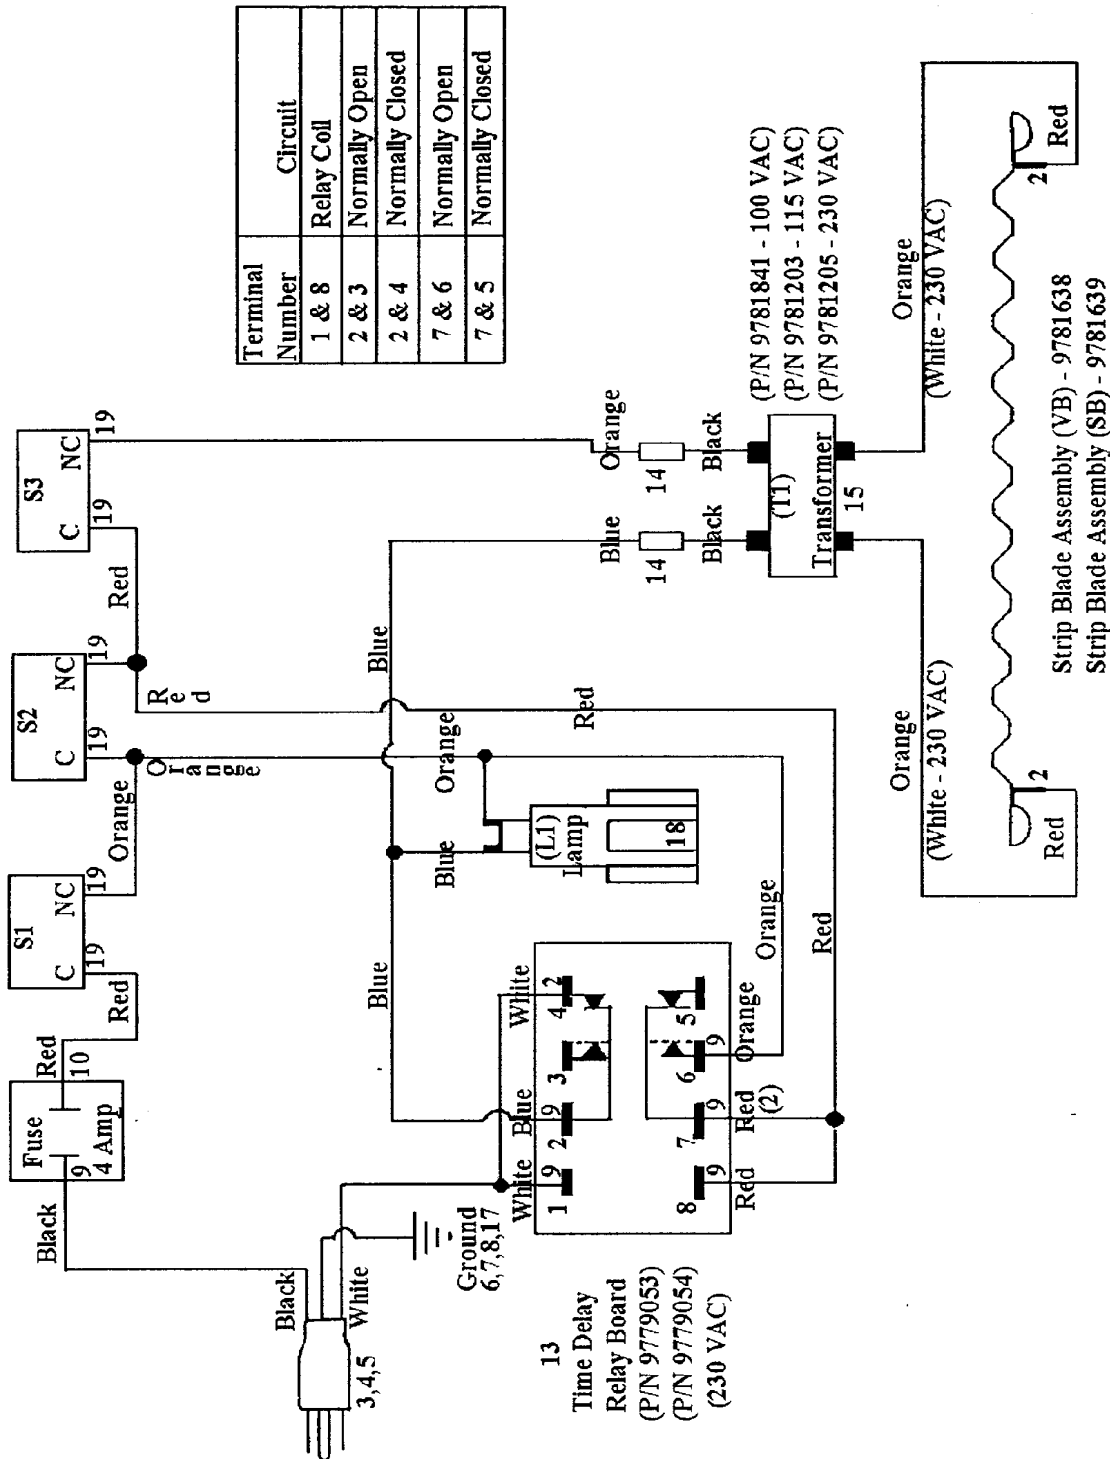 Black
Black
White
3,4,5
Fuse
4 Amp
9
10
Red
Red
S1
C
NC
19
19
Orange
S2
C
NC
19
19
Orange
Red
Red
S3
C
NC
19
19
Ground
6,7,8,17
White
Blue
White
1
9
2
9
3
4
2
8
9
7
9
6
9
5
Red
Red
(2)
Orange
13
Time Delay
Relay Board
(P/N 9779053)
(P/N 9779054)
(230 VAC)
Blue
Blue
Orange
(L1)
Lamp
18
Orange
Red
Blue
Red
Blue
Orange
14
14
Black
Black
(T1)
Transformer
15
(P/N 9781841 - 100 VAC)
(P/N 9781203 - 115 VAC)
(P/N 9781205 - 230 VAC)
Orange
(White - 230 VAC)
Orange
(White - 230 VAC)
2
Red
2
Red
Strip Blade Assembly (VB) - 9781638
Strip Blade Assembly (SB) - 9781639
Terminal Number Circuit
1 & 8 Relay Coil
2 & 3 Normally Open
2 & 4 Normally Closed
7 & 6 Normally Open
7 & 5 Normally Closed